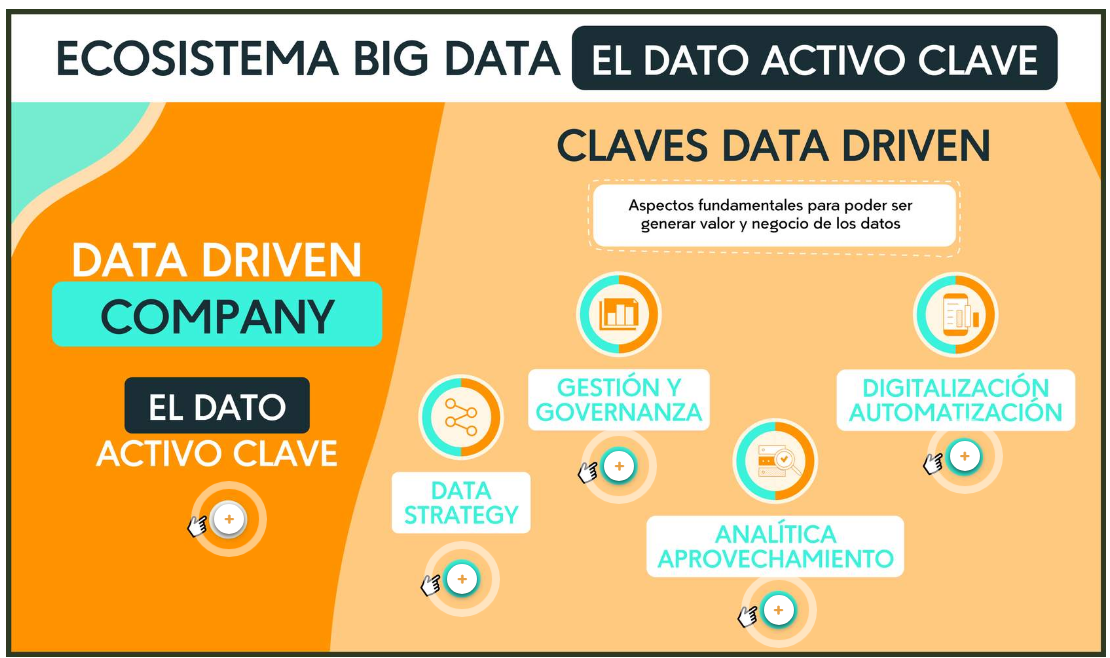 ECOSISTEMA BIG DATA EL DATO ACTIVO CLAVE
DATA DRIVEN
COMPANY
EL DATO
ACTIVO CLAVE
CLAVES DATA DRIVEN
Aspectos fundamentales para poder ser
generar valor y negocio de los datos
DATA
STRATEGY
GESTIÓN Y
GOVERNANZA
ANALÍTICA
APROVECHAMIENTO
DIGITALIZACIÓN
AUTOMATIZACIÓN